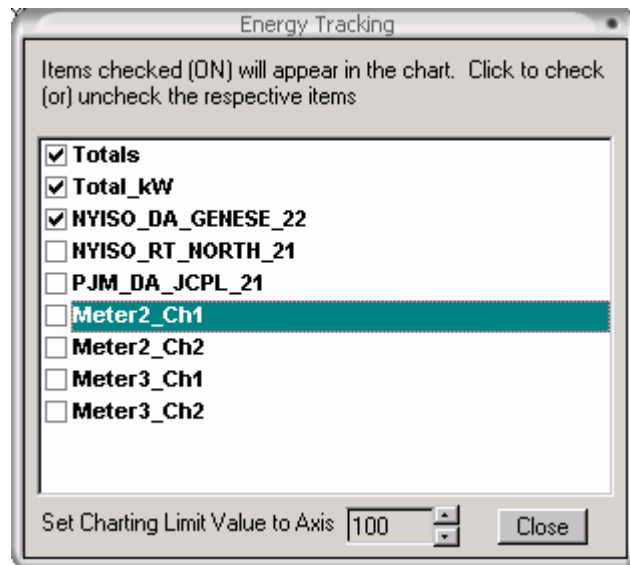 Energy Tracking
Items checked (ON) will appear in the chart. Click to check
(or) uncheck the respective items
Totals
Total_kW
NYISO_DA_GENESE_22
NYISO_RT_NORTH_21
PJM_DA_JCPL_21
Meter2_Ch1
Meter2_Ch2
Meter3_Ch1
Meter3_Ch2
Set Charting Limit Value to Axis 100 Close